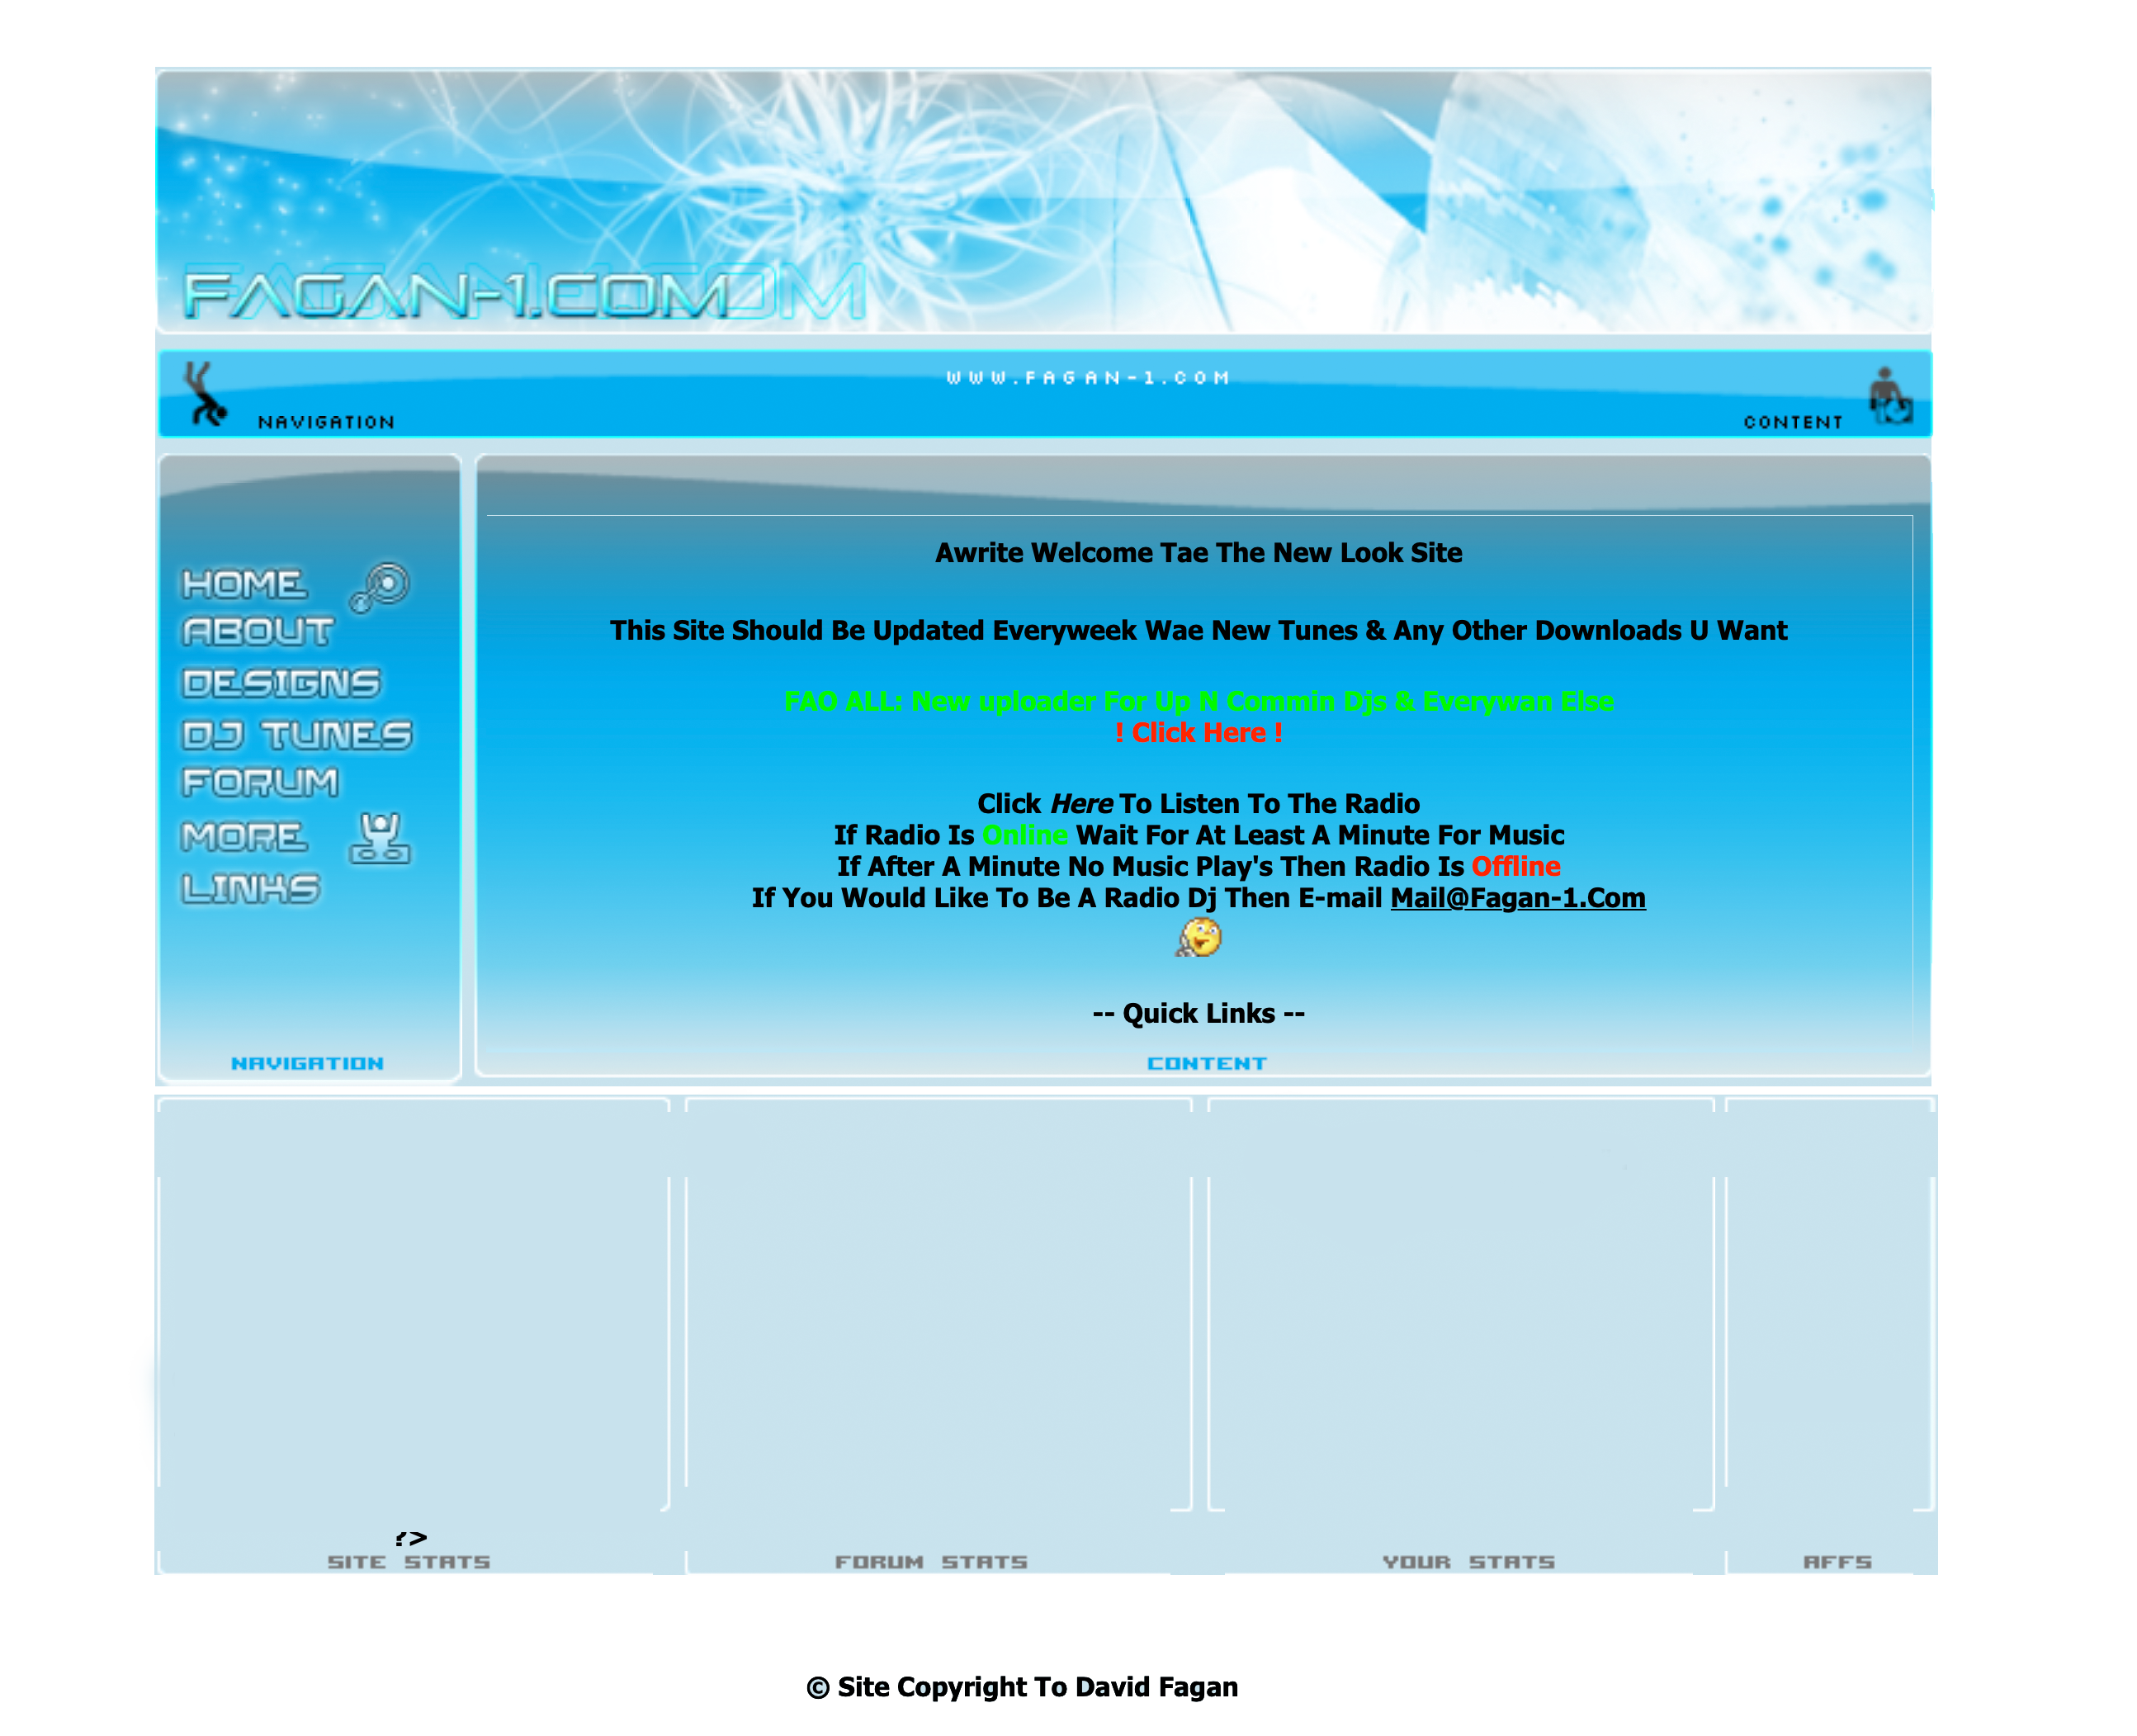 FAGAN-1.COM
WWW.FAGAN-1.COM
NAVIGATION
CONTENT
HOME
ABOUT
DESIGNS
DJ TUNES
FORUM
MORE
LINKS
NAVIGATION
Awrite Welcome Tae The New Look Site
This Site Should Be Updated Everyweek Wae New Tunes & Any Other Downloads U Want
FAO ALL: New uploader For Up N Commin Djs & Everywan Else
! Click Here !
Click Here To Listen To The Radio
If Radio Is Online Wait For At Least A Minute For Music
If After A Minute No Music Play's Then Radio Is Offline
If You Would Like To Be A Radio Dj Then E-mail Mail@Fagan-1.Com
-- Quick Links --
CONTENT
?>
SITE STATS
FORUM STATS
YOUR STATS
AFFS
© Site Copyright To David Fagan